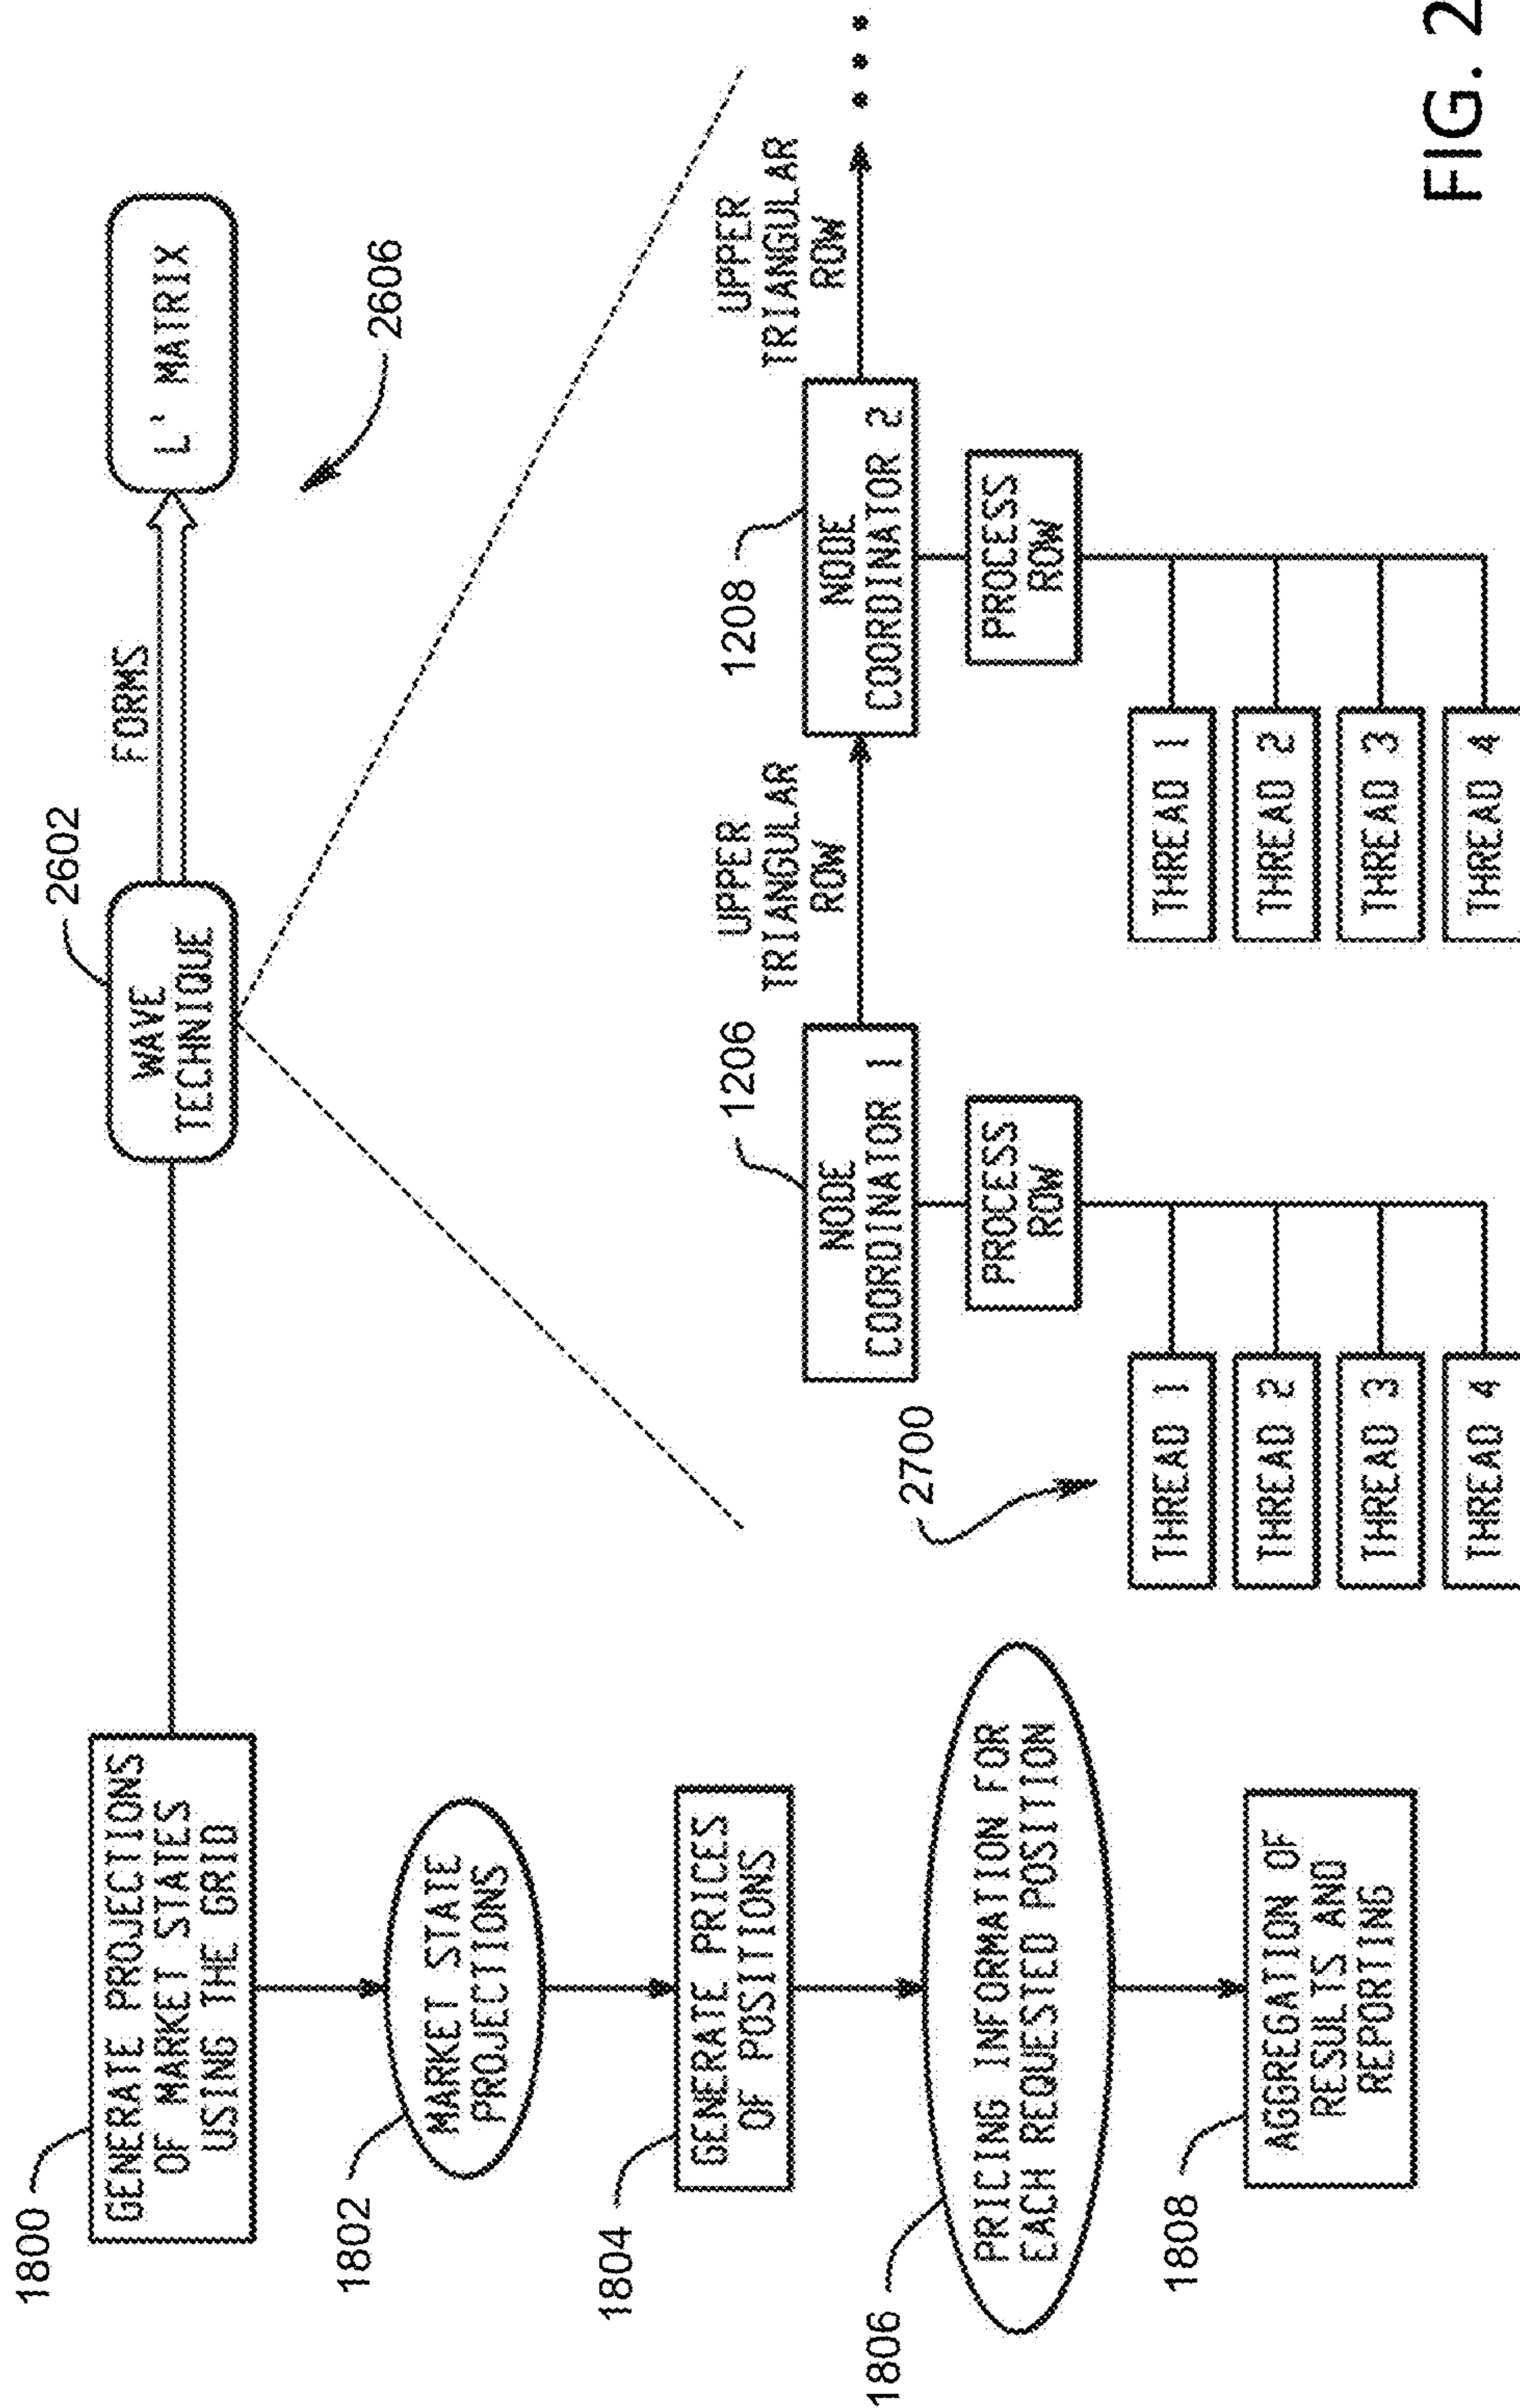 1800
GENERATE PROJECTIONS
OF MARKET STATES
USING THE GRID
1802
MARKET STATE
PROJECTIONS
1804
GENERATE PRICES
OF POSITIONS
1806
PRICING INFORMATION FOR
EACH REQUESTED POSITION
1808
AGGREGATION OF
RESULTS AND
REPORTING
2602
WAVE
TECHNIQUE
FORMS
L' MATRIX
2606
1206
NODE
COORDINATOR 1
UPPER
TRIANGULAR
ROW
1208
NODE
COORDINATOR 2
UPPER
TRIANGULAR
ROW
PROCESS
ROW
PROCESS
ROW
2700
THREAD 1
THREAD 2
THREAD 3
THREAD 4
THREAD 1
THREAD 2
THREAD 3
THREAD 4
FIG. 2